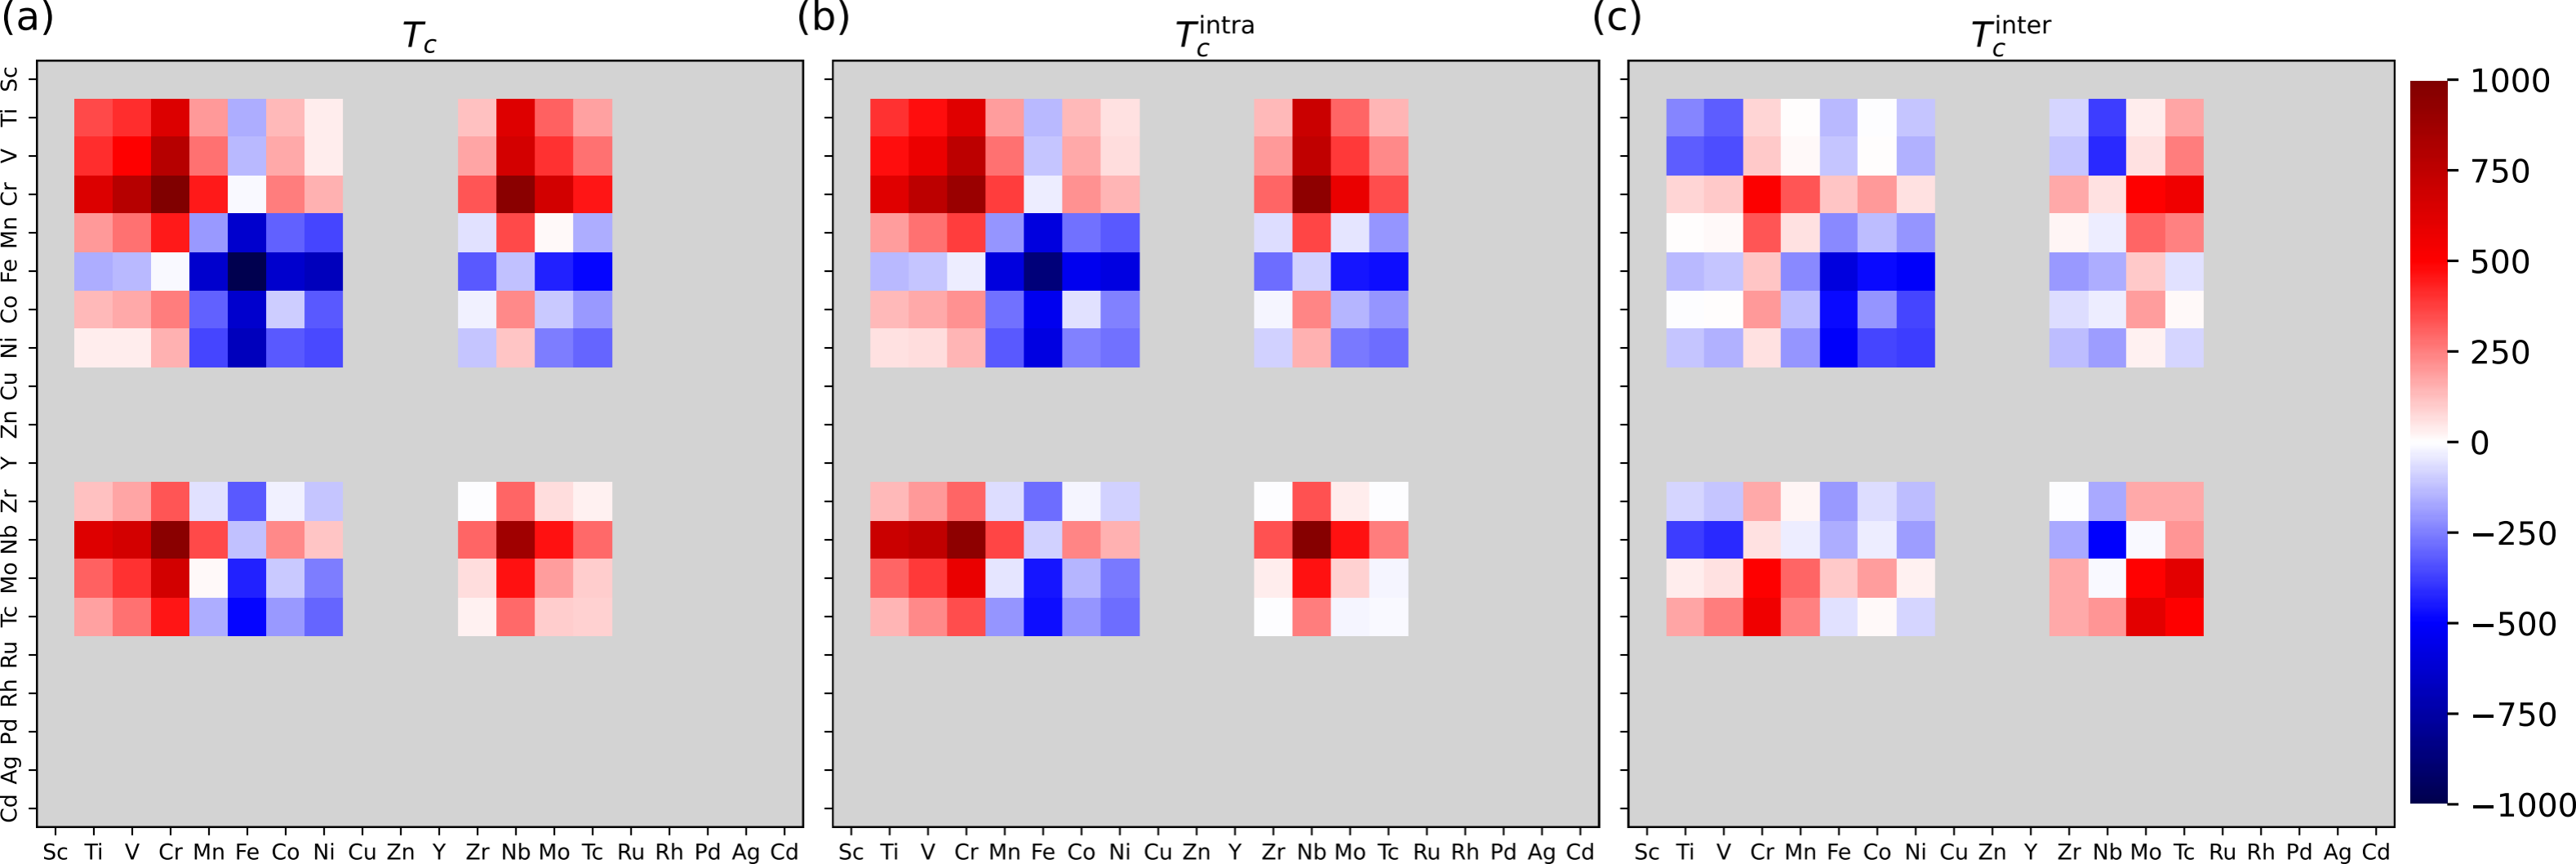 (a) T_c (b) T_c^intra (c) T_c^inter
Sc
Ti
V
Cr
Mn
Fe
Co
Ni
Cu
Zn
Y
Zr
Nb
Mo
Tc
Ru
Rh
Pd
Ag
Cd
Sc Ti V Cr Mn Fe Co Ni Cu Zn Y Zr Nb Mo Tc Ru Rh Pd Ag Cd
Sc Ti V Cr Mn Fe Co Ni Cu Zn Y Zr Nb Mo Tc Ru Rh Pd Ag Cd
Sc Ti V Cr Mn Fe Co Ni Cu Zn Y Zr Nb Mo Tc Ru Rh Pd Ag Cd
1000
750
500
250
0
−250
−500
−750
−1000